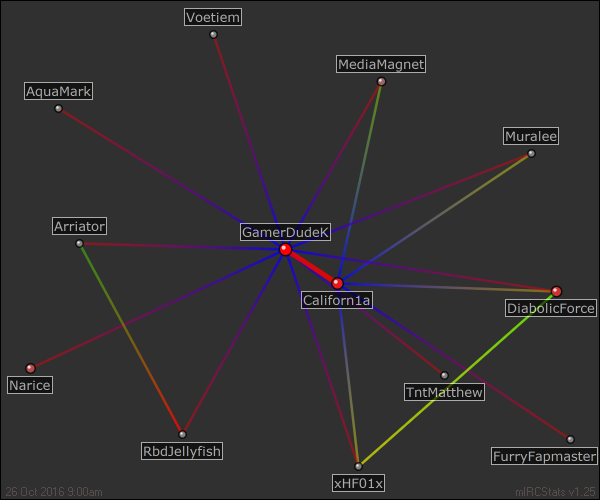 Voetiem
MediaMagnet
AquaMark
Muralee
Arriator
GamerDudeK
Californ1a
DiabolicForce
Narice
TntMatthew
RbdJellyfish
FurryFapmaster
xHF01x
26 Oct 2016 9:00am
mIRCStats v1.25